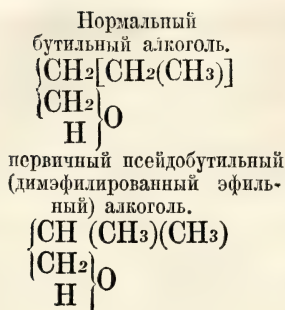 Нормальный
бутильный алкоголь.
{CH2[CH2(CH3)]
{CH2}
H }O
первичный псейдобутильный
(димэфилированный эфиль-
ный) алкоголь.
{CH (CH3)(CH3)
{CH2}
H }O